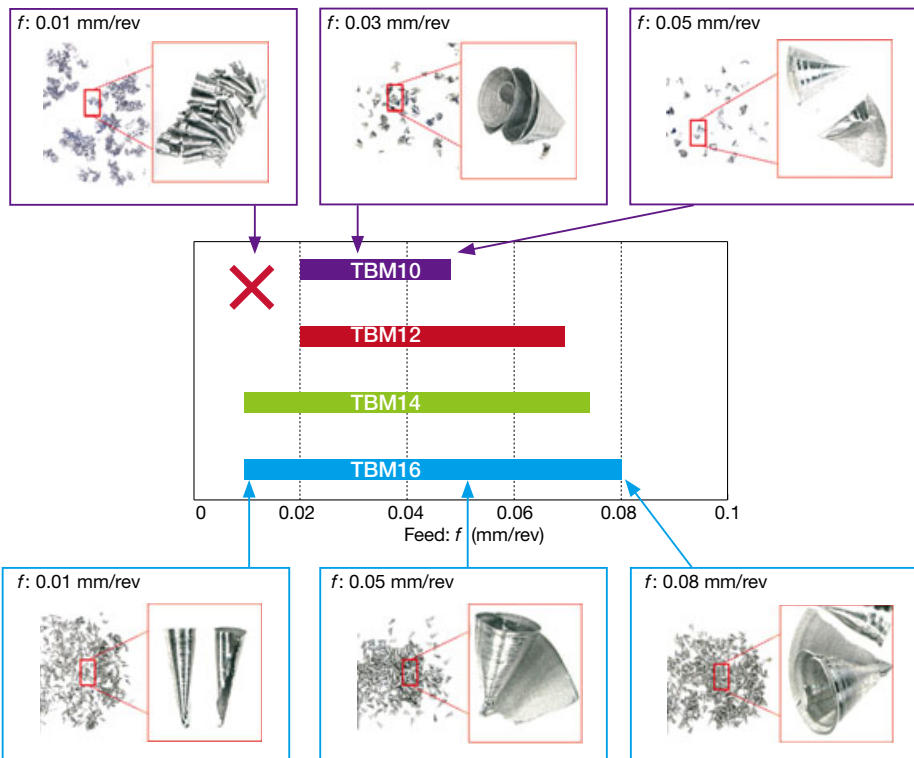 f: 0.01 mm/rev
f: 0.03 mm/rev
f: 0.05 mm/rev
TBM10
TBM12
TBM14
TBM16
0 0.02 0.04 0.06 0.08 0.1
Feed: f (mm/rev)
f: 0.01 mm/rev
f: 0.05 mm/rev
f: 0.08 mm/rev